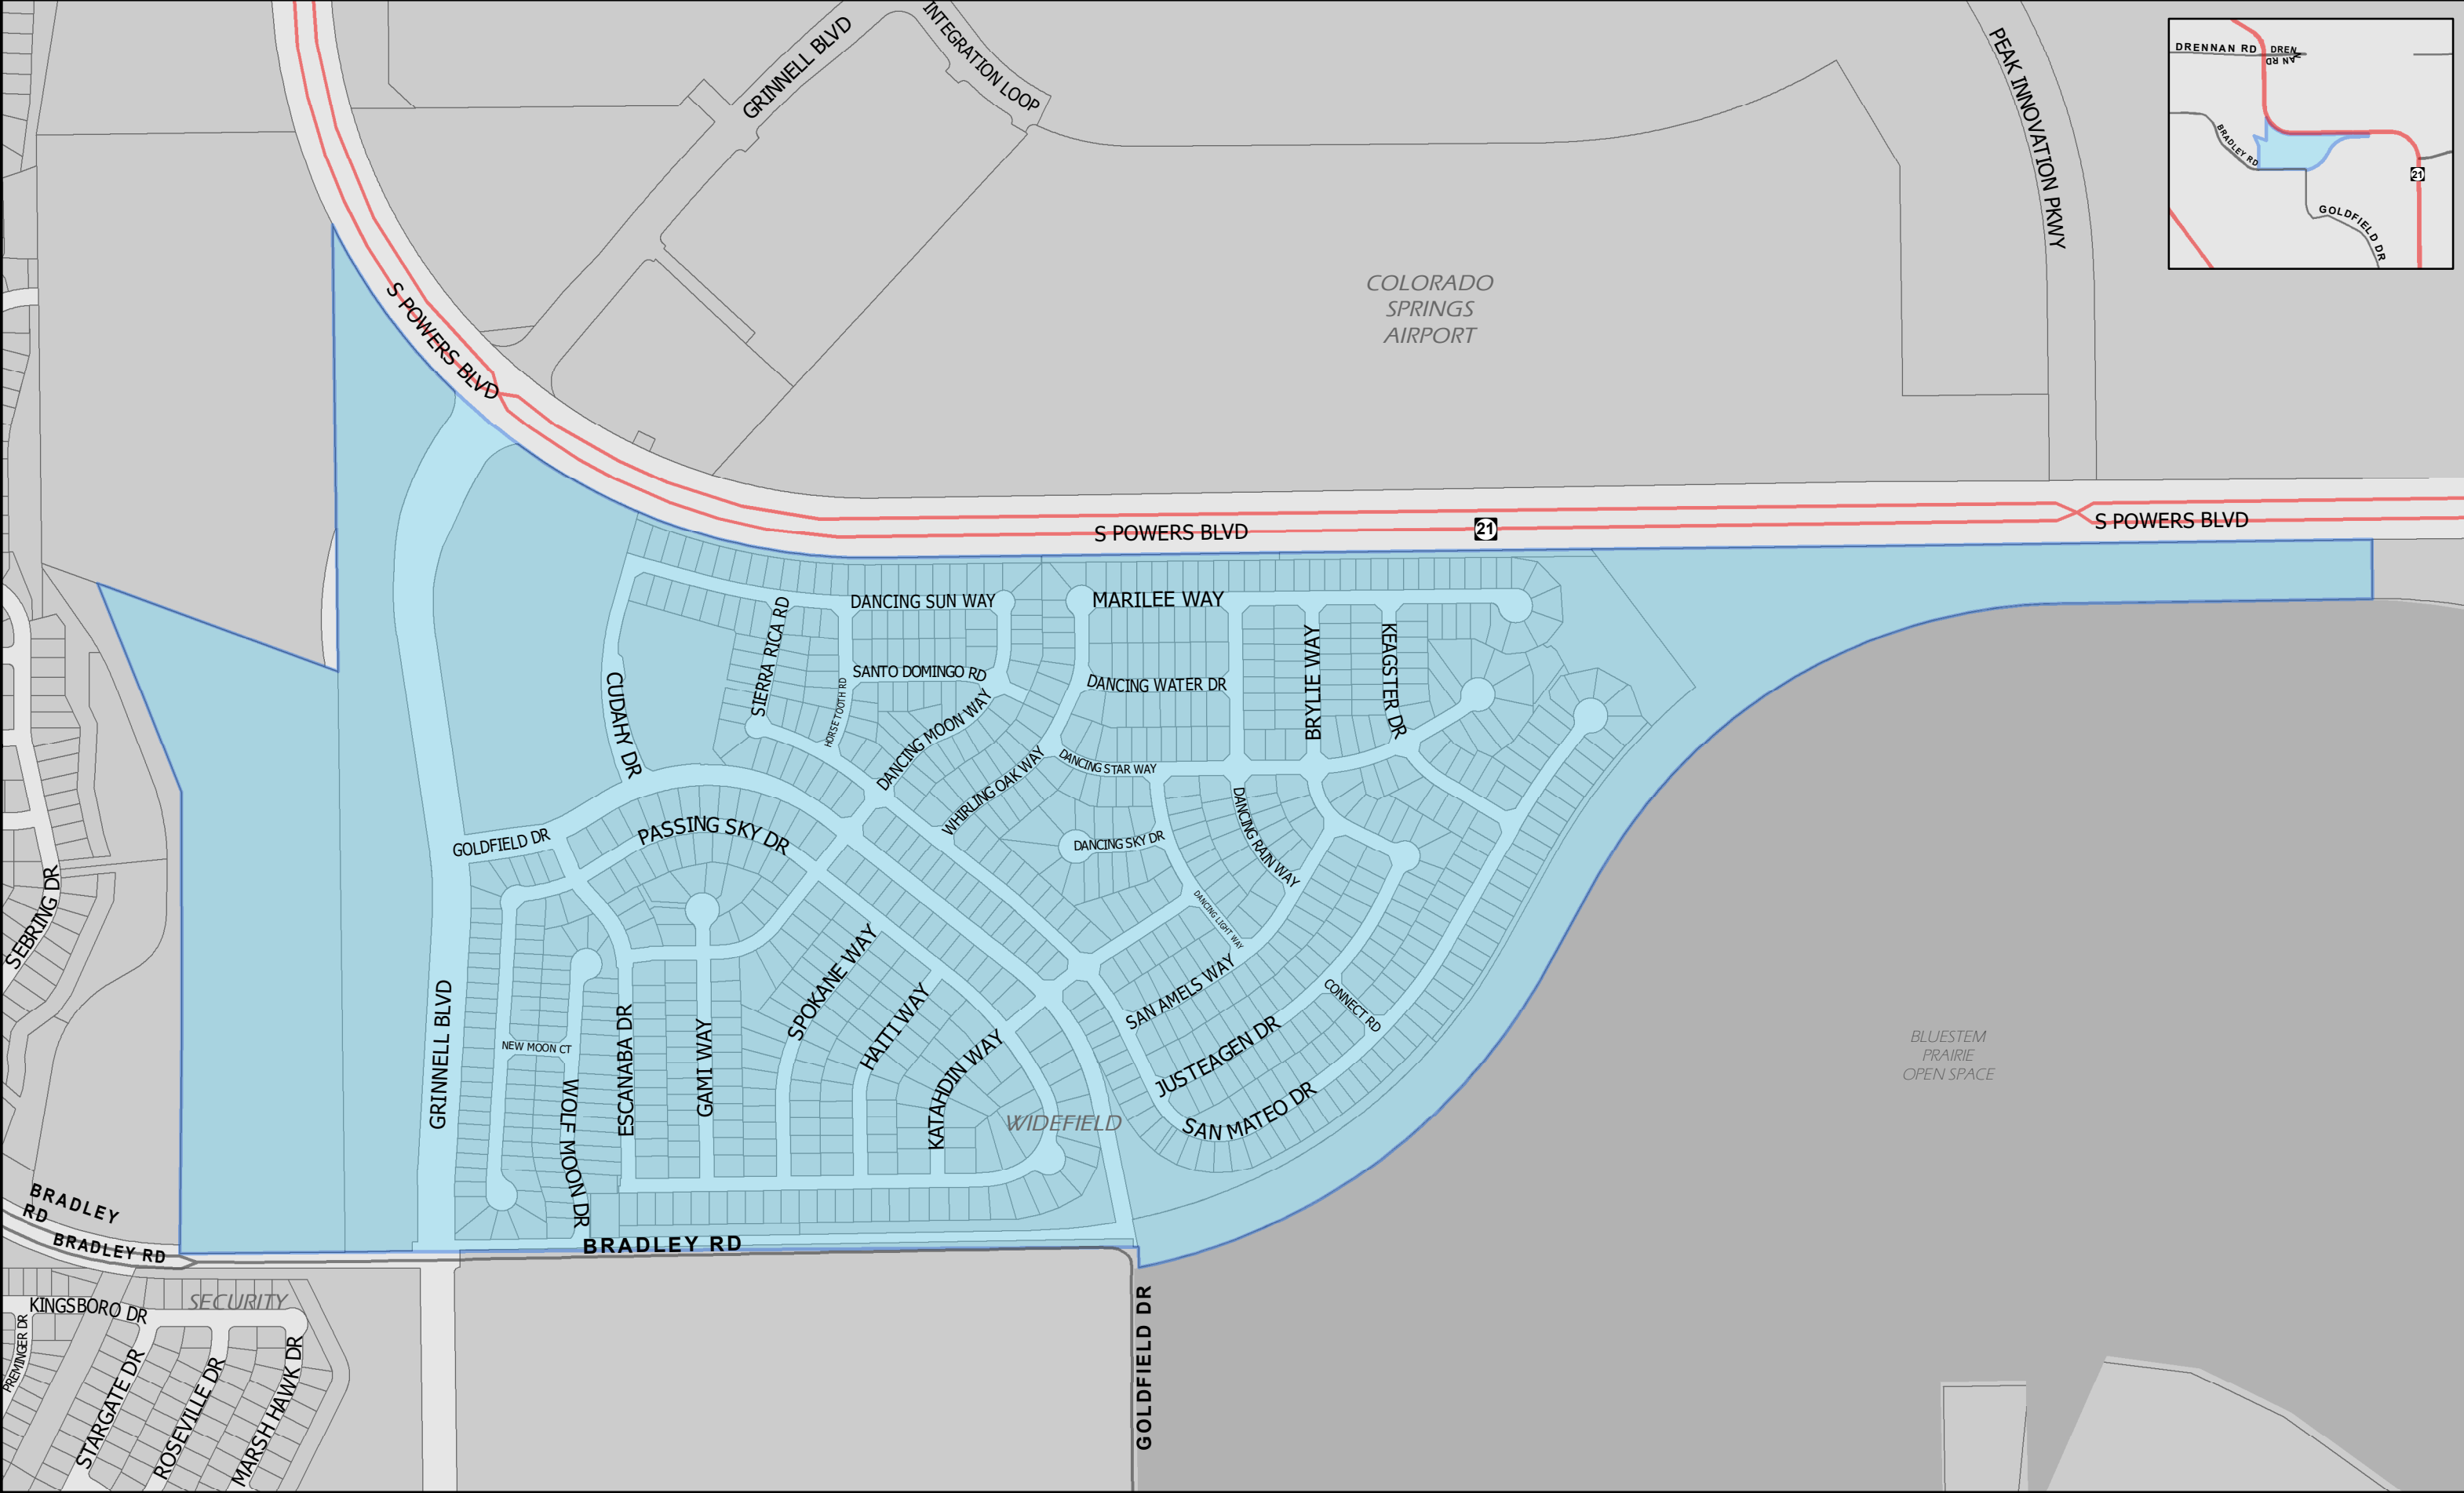 GRINNELL BLVD
INTEGRATION LOOP
PEAK INNOVATION PKWY
DRENNAN RD
DREN
AN RD
BRADLEY RD
21
GOLDFIELD DR
S POWERS BLVD
COLORADO
SPRINGS
AIRPORT
S POWERS BLVD
21
S POWERS BLVD
DANCING SUN WAY
MARILEE WAY
SIERRA RICA RD
SANTO DOMINGO RD
HORSETOOTH RD
DANCING WATER DR
BRYLIE WAY
KEAGSTER DR
CUDAHY DR
DANCING MOON WAY
WHIRLING OAK WAY
DANCING STAR WAY
GOLDFIELD DR
PASSING SKY DR
DANCING SKY DR
DANCING RAIN WAY
SEBRING DR
DANCING LIGHT WAY
SPOKANE WAY
HAITI WAY
SAN AMELS WAY
CONNECT RD
GRINNELL BLVD
NEW MOON CT
ESCANABA DR
GAMI WAY
KATAHDIN WAY
JUSTEAGEN DR
BLUESTEM
PRAIRIE
OPEN SPACE
WOLF MOON DR
WIDEFIELD
SAN MATEO DR
BRADLEY
RD
BRADLEY RD
BRADLEY RD
KINGSBORO DR
SECURITY
PREMINGER DR
STARGATE DR
ROSEVILLE DR
MARSH HAWK DR
GOLDFIELD DR